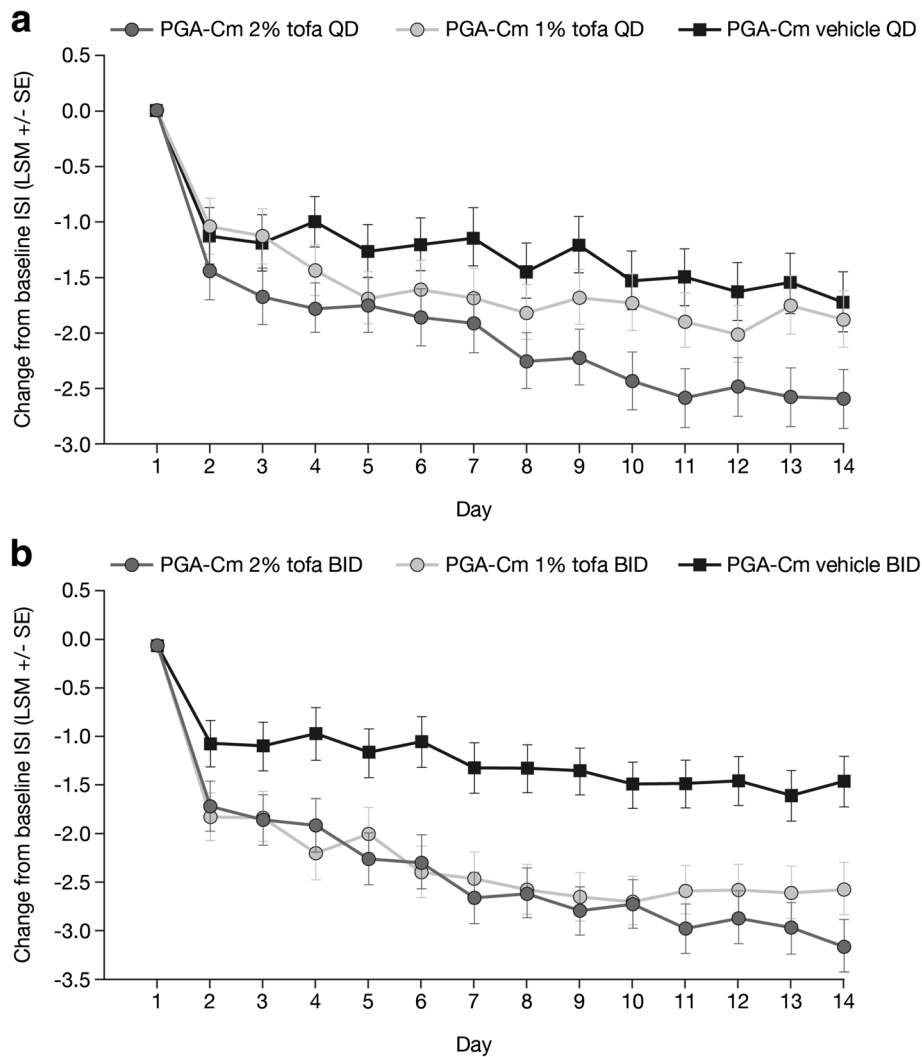 a
PGA-Cm 2% tofa QD PGA-Cm 1% tofa QD PGA-Cm vehicle QD
Change from baseline ISI (LSM +/- SE)
0.5
0.0
-0.5
-1.0
-1.5
-2.0
-2.5
-3.0
1 2 3 4 5 6 7 8 9 10 11 12 13 14
Day
b
PGA-Cm 2% tofa BID PGA-Cm 1% tofa BID PGA-Cm vehicle BID
Change from baseline ISI (LSM +/- SE)
0.5
0.0
-0.5
-1.0
-1.5
-2.0
-2.5
-3.0
-3.5
1 2 3 4 5 6 7 8 9 10 11 12 13 14
Day